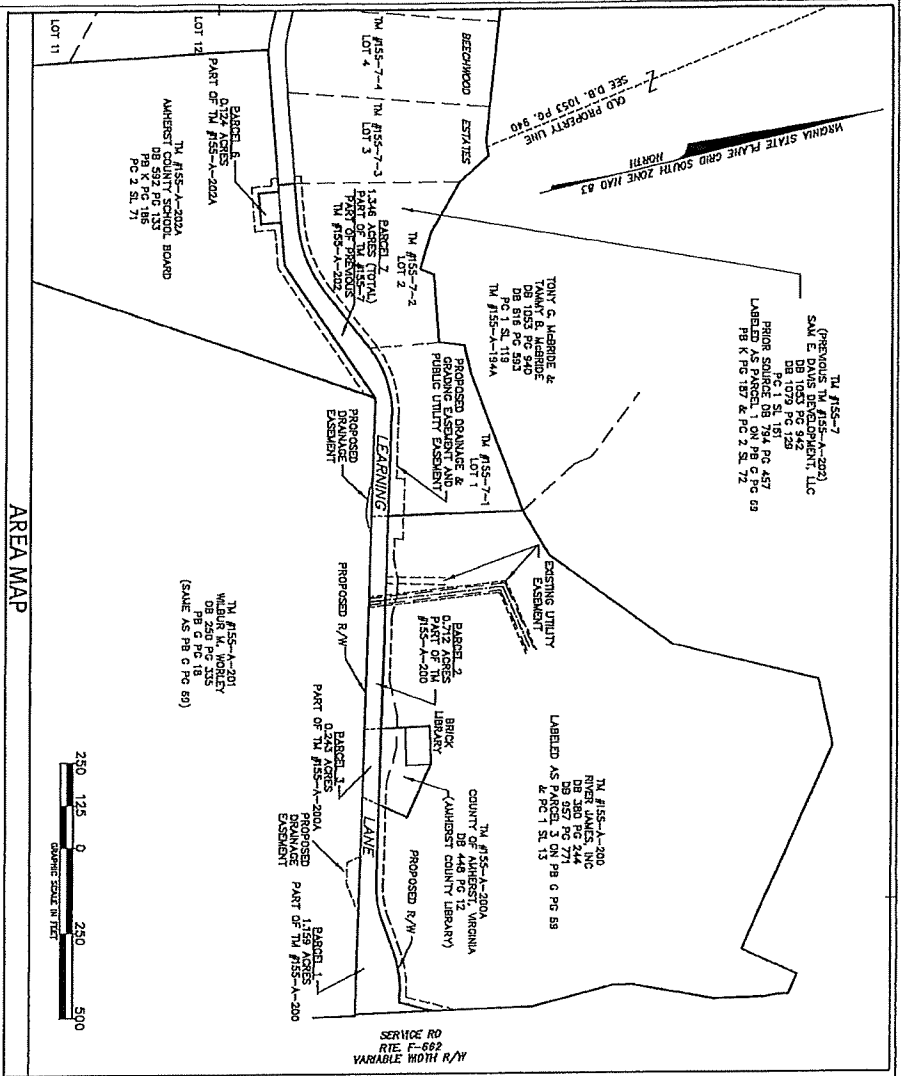 VIRGINIA STATE PLANE GRID SOUTH ZONE NAD 83
NORTH
OLD PROPERTY LINE
SEE D.B. 1053 PG. 940
TM #155-7
(PREVIOUS TM #155-A-202)
SAM E. DAVIS DEVELOPMENT, LLC
DB 1053 PG 942
DB 1079 PG 129
PC 1 SL 151
PRIOR SOURCE DB 794 PG 457
LABELED AS PARCEL 1 ON PB G PG 69
PB K PG 187 & PC 2 SL 72
TONY G. McBRIDE &
TAMMY B. McBRIDE
DB 1053 PG 940
DB 816 PG 593
PC 1 SL 119
TM #155-A-194A
BEECHWOOD
ESTATES
TM #155-7-4
LOT 4
TM #155-7-3
LOT 3
TM #155-7-2
LOT 2
TM #155-7-1
LOT 1
LOT 12
LOT 11
PARCEL 7
1.346 ACRES (TOTAL)
PART OF TM #155-7
PART OF PREVIOUS
TM #155-A-202
PARCEL 6
0.124 ACRES
PART OF TM #155-A-202A
TM #155-A-202A
AMHERST COUNTY SCHOOL BOARD
DB 592 PG 133
PB K PG 186
PC 2 SL 71
PROPOSED DRAINAGE &
GRADING EASEMENT AND
PUBLIC UTILITY EASEMENT
PROPOSED
DRAINAGE
EASEMENT
LEARNING
LANE
PROPOSED R/W
EXISTING UTILITY
EASEMENT
PARCEL 2
0.712 ACRES
PART OF TM
#155-A-200
BRICK
LIBRARY
TM #155-A-200
RIVER JAMES, INC
DB 380 PG 244
DB 957 PG 771
LABELED AS PARCEL 3 ON PB G PG 69
& PC 1 SL 13
TM #155-A-200A
COUNTY OF AMHERST, VIRGINIA
DB 448 PG 12
(AMHERST COUNTY LIBRARY)
PROPOSED R/W
PARCEL 3
0.243 ACRES
PART OF TM #155-A-200A
PROPOSED
DRAINAGE
EASEMENT
PARCEL 1
1.159 ACRES
PART OF TM #155-A-200
TM #155-A-201
WILBUR M. WORLEY
DB 250 PG 335
PB G PG 18
(SAME AS PB G PG 69)
SERVICE RD
RTE. F-662
VARIABLE WIDTH R/W
250 125 0 250 500
GRAPHIC SCALE IN FEET
AREA MAP